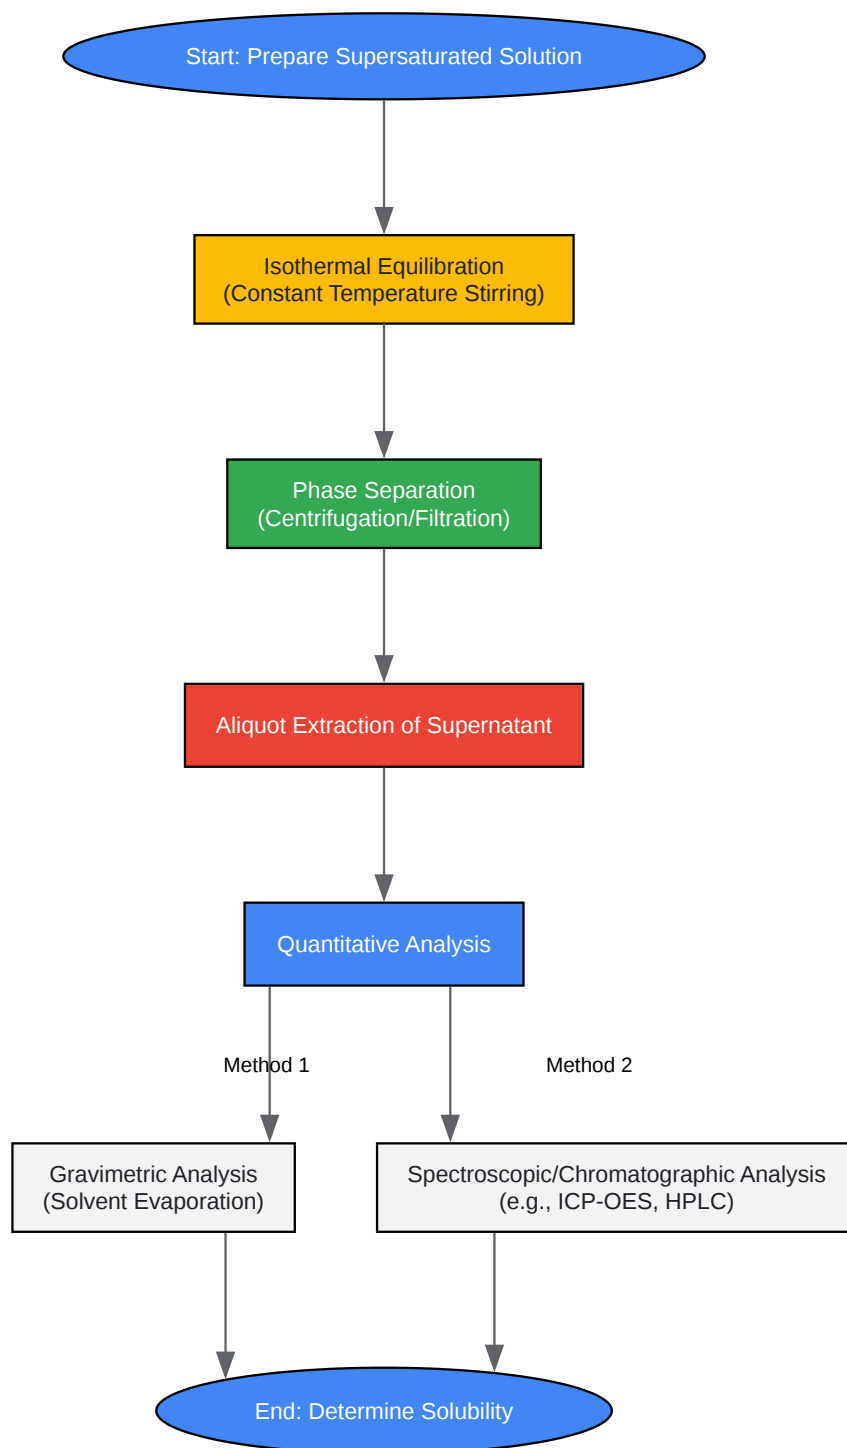 Start: Prepare Supersaturated Solution
Isothermal Equilibration
(Constant Temperature Stirring)
Phase Separation
(Centrifugation/Filtration)
Aliquot Extraction of Supernatant
Quantitative Analysis
Method 1
Method 2
Gravimetric Analysis
(Solvent Evaporation)
Spectroscopic/Chromatographic Analysis
(e.g., ICP-OES, HPLC)
End: Determine Solubility